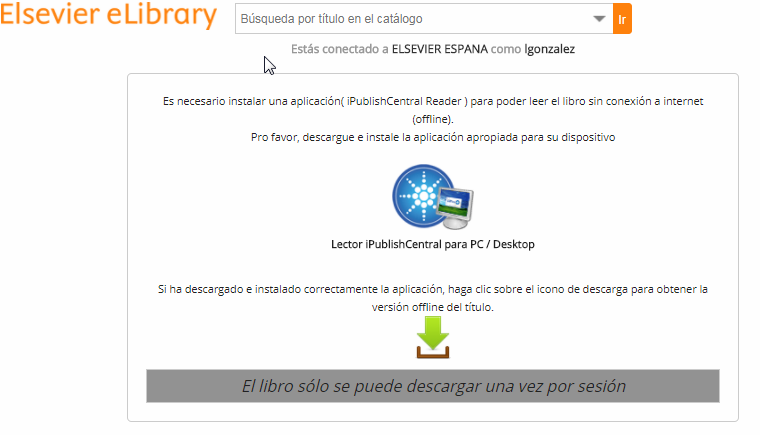 Elsevier eLibrary
Búsqueda por título en el catálogo
Ir
Estás conectado a ELSEVIER ESPANA como lgonzalez
Es necesario instalar una aplicación( iPublishCentral Reader ) para poder leer el libro sin conexión a internet
(offline).
Pro favor, descargue e instale la aplicación apropiada para su dispositivo
Lector iPublishCentral para PC / Desktop
Si ha descargado e instalado correctamente la aplicación, haga clic sobre el icono de descarga para obtener la
versión offline del título.
El libro sólo se puede descargar una vez por sesión